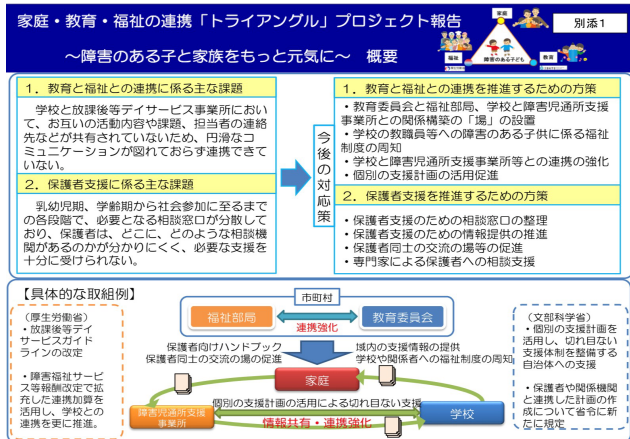 家庭・教育・福祉の連携「トライアングル」プロジェクト報告
～障害のある子と家族をもっと元気に～　概要
家庭
福祉
教育
障害のある子ども
別添１
１．教育と福祉との連携に係る主な課題
学校と放課後等デイサービス事業所におい
て、お互いの活動内容や課題、担当者の連絡
先などが共有されていないため、円滑なコ
ミュニケーションが図れておらず連携できて
いない。
２．保護者支援に係る主な課題
乳幼児期、学齢期から社会参加に至るまで
の各段階で、必要となる相談窓口が分散して
おり、保護者は、どこに、どのような相談機
関があるのかが分かりにくく、必要な支援を
十分に受けられない。
今後の対応策
１．教育と福祉との連携を推進するための方策
・教育委員会と福祉部局、学校と障害児通所支援
事業所との関係構築の「場」の設置
・学校の教職員等への障害のある子供に係る福祉
制度の周知
・学校と障害児通所支援事業所等との連携の強化
・個別の支援計画の活用促進
２．保護者支援を推進するための方策
・保護者支援のための相談窓口の整理
・保護者支援のための情報提供の推進
・保護者同士の交流の場等の促進
・専門家による保護者への相談支援
【具体的な取組例】
（厚生労働省）
・放課後等デイ
サービスガイド
ラインの改定
・障害福祉サービ
ス等報酬改定で拡
充した連携加算を
活用し、学校との
連携を更に推進。
市町村
福祉部局
連携強化
教育委員会
保護者向けハンドブック
保護者同士の交流の場の促進
域内の支援情報の提供
学校や関係者への福祉制度の周知
家庭
個別の支援計画の活用による切れ目ない支援
障害児通所支援
事業所
情報共有・連携強化
学校
（文部科学省）
・個別の支援計画を
活用し、切れ目ない
支援体制を整備する
自治体への支援
・保護者や関係機関
と連携した計画の作
成について省令に新
たに規定